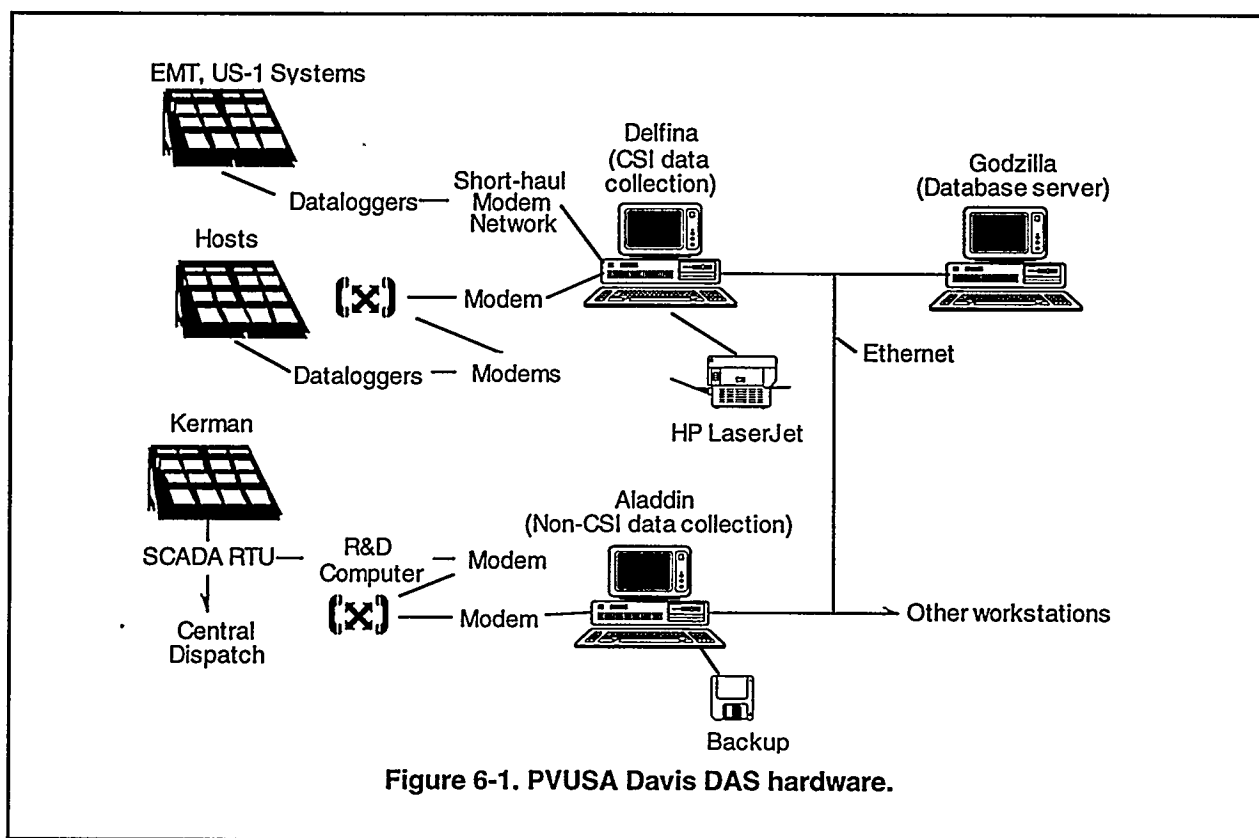 EMT, US-1 Systems
Dataloggers
Short-haul
Modem
Network
Delfina
(CSI data
collection)
Godzilla
(Database server)
Hosts
Modem
Dataloggers
Modems
Ethernet
HP LaserJet
Kerman
SCADA RTU
Central
Dispatch
R&D
Computer
Modem
Modem
Aladdin
(Non-CSI data collection)
Other workstations
Backup
Figure 6-1. PVUSA Davis DAS hardware.